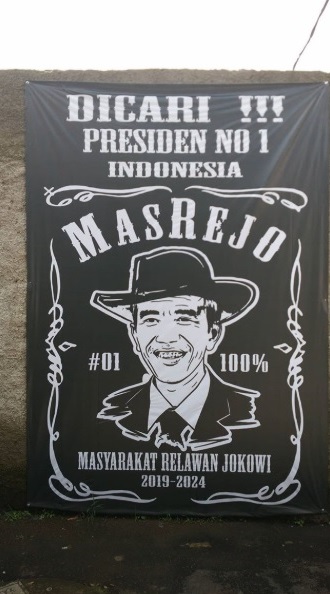 DICARI !!!
PRESIDEN NO 1
INDONESIA
MASREJO
#01 100%
MASYARAKAT RELAWAN JOKOWI
2019-2024